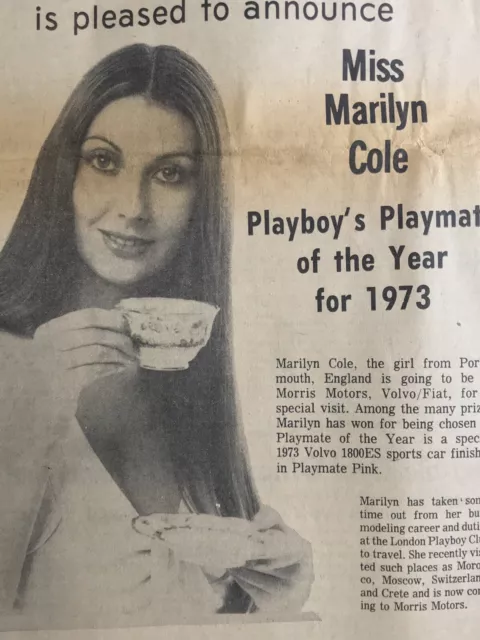 is pleased to announce
Miss
Marilyn
Cole
Playboy's Playmat
of the Year
for 1973
Marilyn Cole, the girl from Por
mouth, England is going to be
Morris Motors, Volvo/Fiat, for
special visit. Among the many priz
Marilyn has won for being chosen
Playmate of the Year is a spec
1973 Volvo 1800ES sports car finish
in Playmate Pink.
Marilyn has taken som
time out from her bu
modeling career and duti
at the London Playboy Clu
to travel. She recently vis
ted such places as Moro
co, Moscow, Switzerlan
and Crete and is now com
ing to Morris Motors.